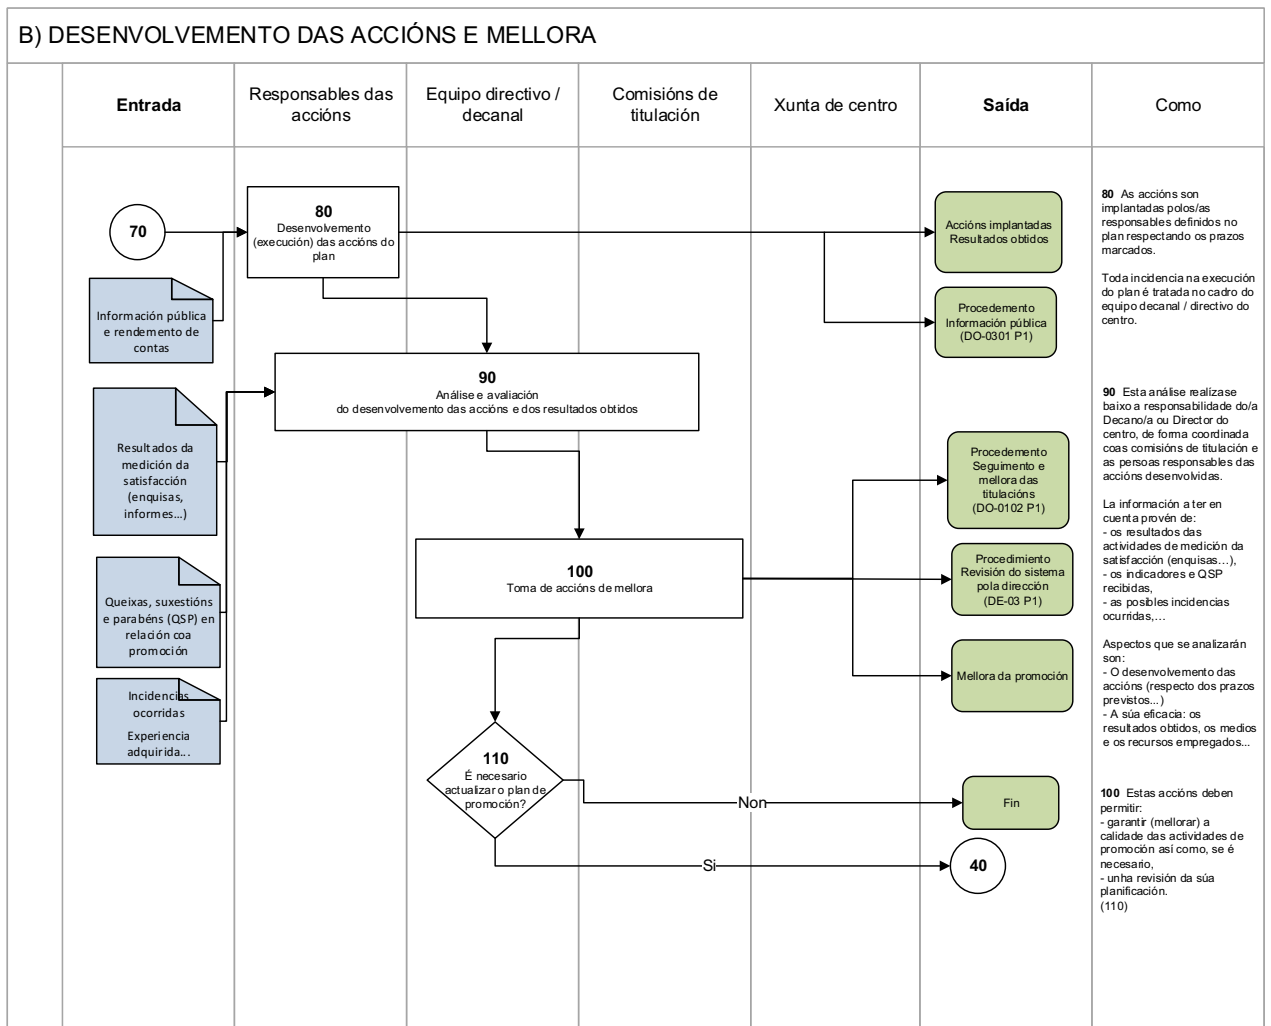 B) DESENVOLVEMENTO DAS ACCIÓNS E MELLORA
Entrada
Responsables das
accións
Equipo directivo /
decanal
Comisións de
titulación
Xunta de centro
Saída
Como
70
Información pública
e rendemento de
contas
Resultados da
medición da
satisfacción
(enquisas,
informes...)
Queixas, suxestións
e parabéns (QSP) en
relación coa
promoción
Incidencias
ocorridas
Experiencia
adquirida...
80
Desenvolvemento
(execución) das accións do
plan
90
Análise e avaliación
do desenvolvemento das accións e dos resultados obtidos
100
Toma de accións de mellora
110
É necesario
actualizar o plan de
promoción?
Non
Si
Accións implantadas
Resultados obtidos
Procedemento
Información pública
(DO-0301 P1)
Procedemento
Seguimento e
mellora das
titulacións
(DO-0102 P1)
Procedimiento
Revisión do sistema
pola dirección
(DE-03 P1)
Mellora da promoción
Fin
40
80 As accións son
implantadas polos/as
responsables definidos no
plan respectando os prazos
marcados.
Toda incidencia na execución
do plan é tratada no cadro do
equipo decanal / directivo do
centro.
90 Esta análise realízase
baixo a responsabilidade do/a
Decano/a ou Director do
centro, de forma coordinada
coas comisións de titulación e
as persoas responsables das
accións desenvolvidas.
La información a ter en
cuenta provén de:
- os resultados das
actividades de medición da
satisfacción (enquisas...),
- os indicadores e QSP
recibidas,
- as posibles incidencias
ocurridas,...
Aspectos que se analizarán
son:
- O desenvolvemento das
accións (respecto dos prazos
previstos...)
- A súa eficacia: os
resultados obtidos, os medios
e os recursos empregados...
100 Estas accións deben
permitir:
- garantir (mellorar) a
calidade das actividades de
promoción así como, se é
necesario,
- unha revisión da súa
planificación.
(110)